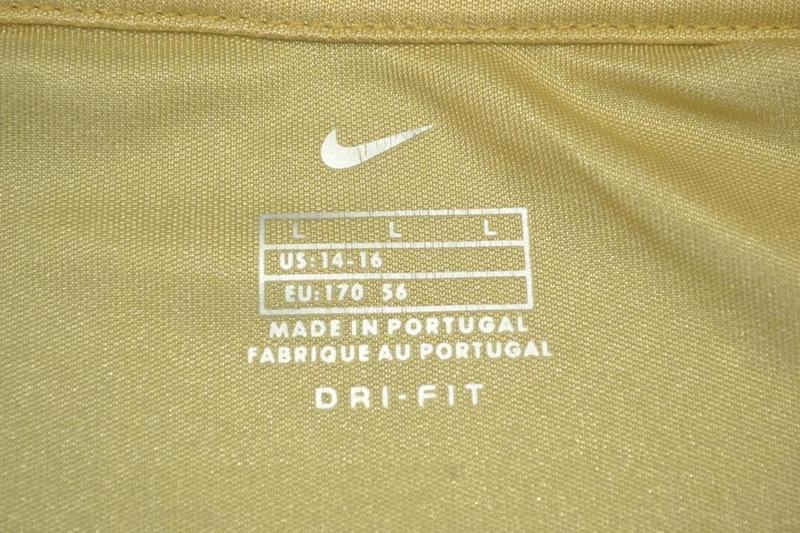 L L L
US:14-16
EU:170 56
MADE IN PORTUGAL
FABRIQUE AU PORTUGAL
DRI-FIT